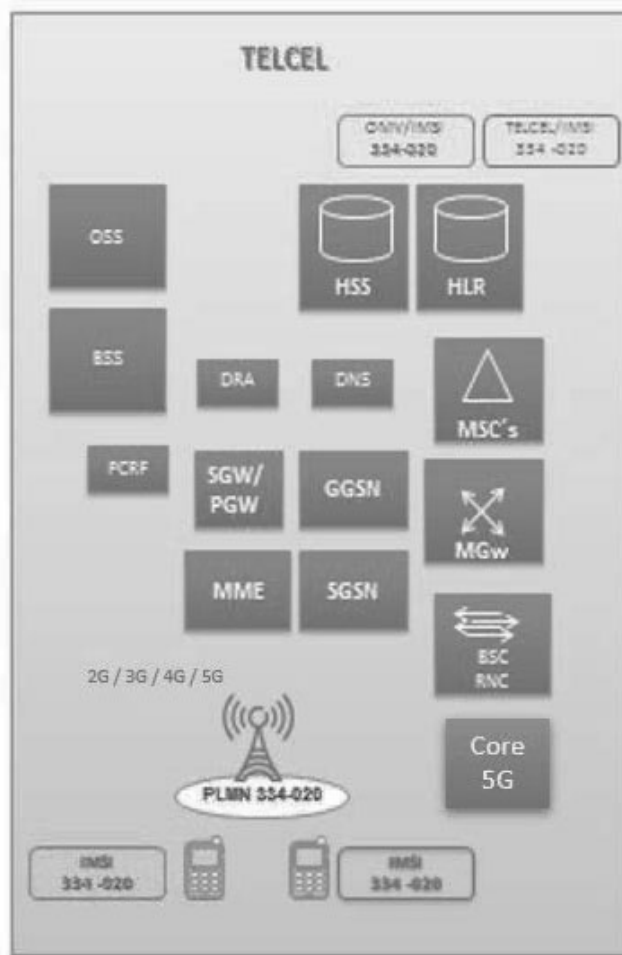 TELCEL
OMV/IMSI
334-020
TELCEL/IMSI
334 -020
OSS
HSS
HLR
BSS
DRA
DNS
MSC´s
PCRF
SGW/
PGW
GGSN
MGw
MME
SGSN
BSC
RNC
2G / 3G / 4G / 5G
Core
5G
PLMN 334-020
IMSI
334 -020
IMSI
334 -020